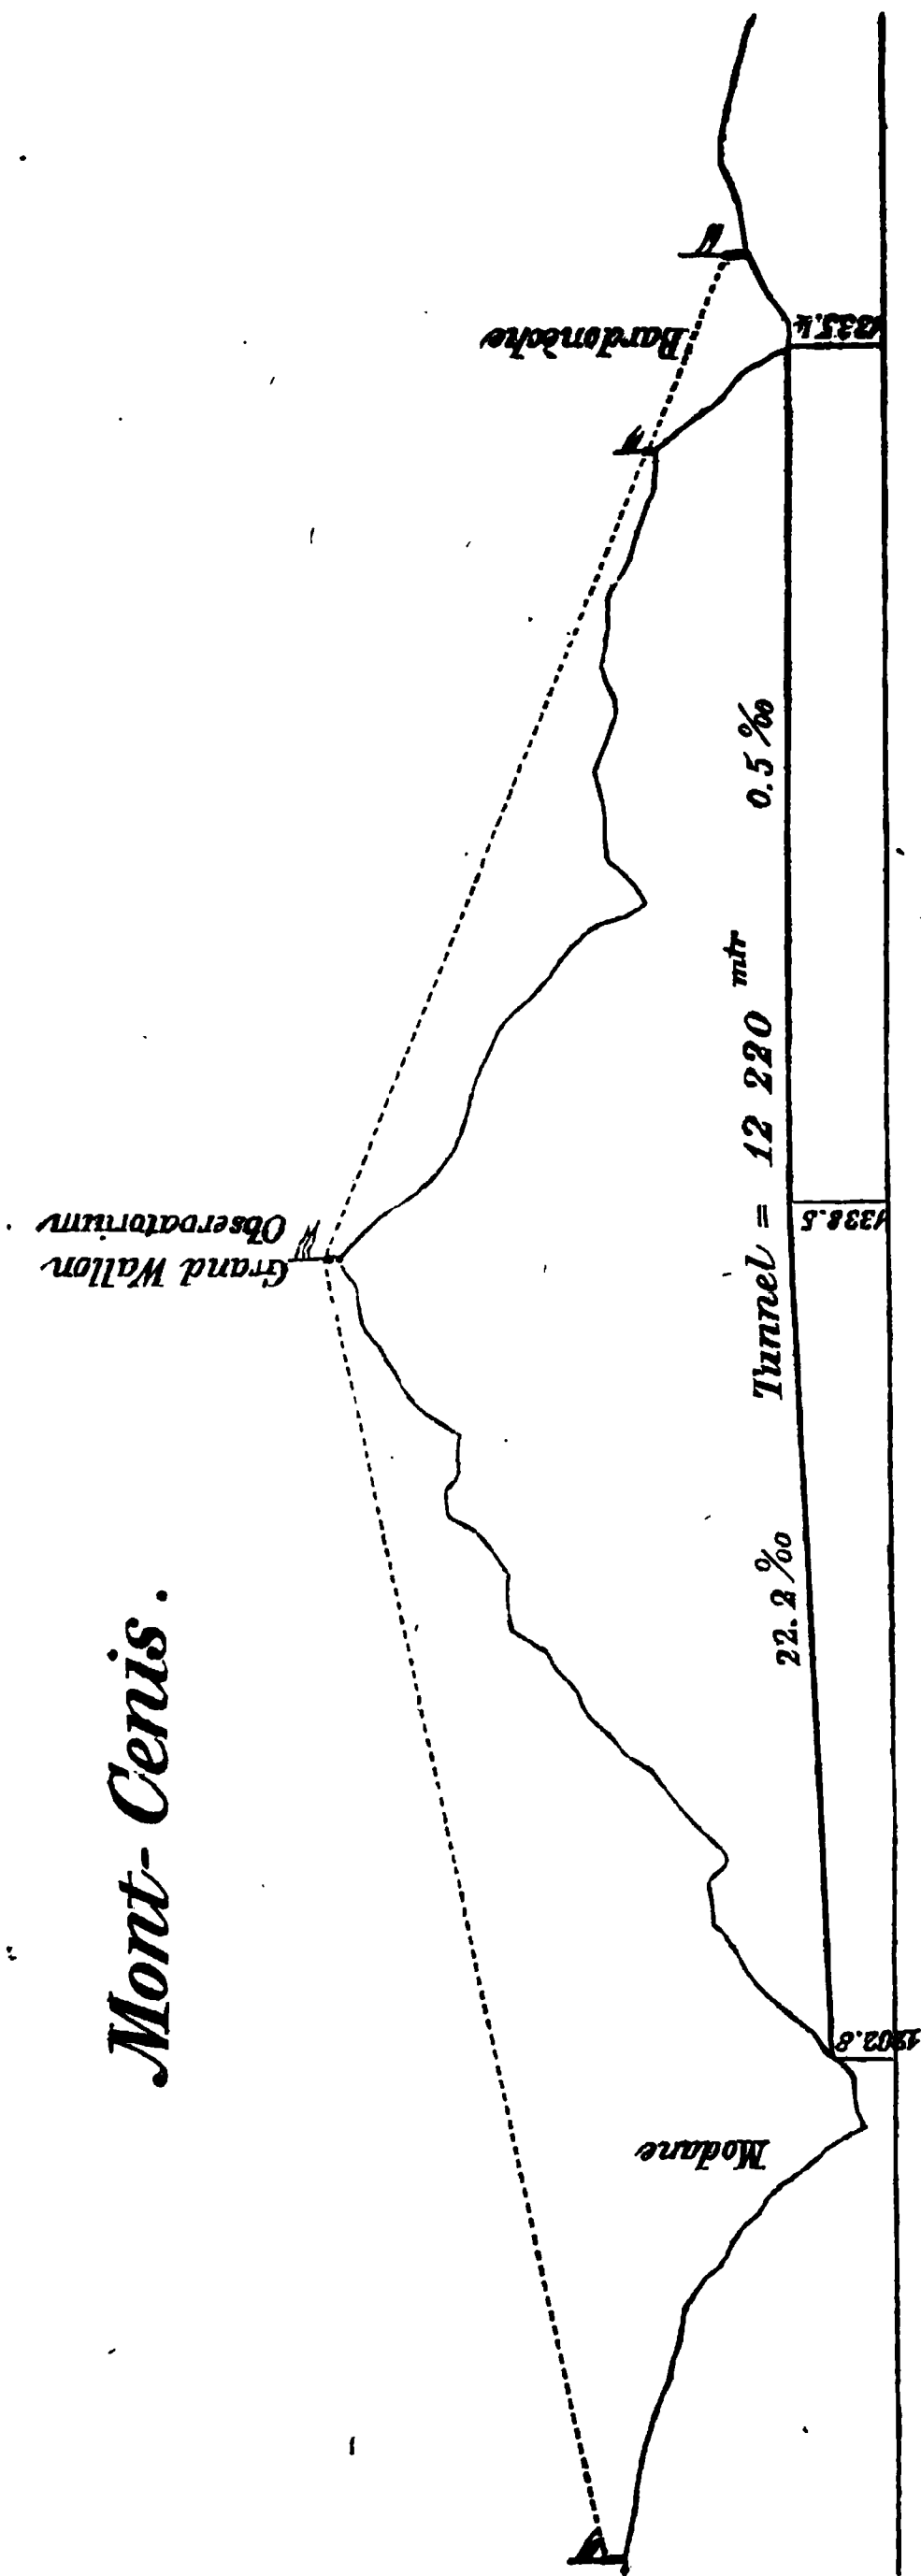 Mont-Cenis.
Grand Wallon
Observatorium
Modane
Bardonèche
22.2 ‰
Tunnel = 12 220 mtr
0.5 ‰
1202.8
1338.5
1335.4